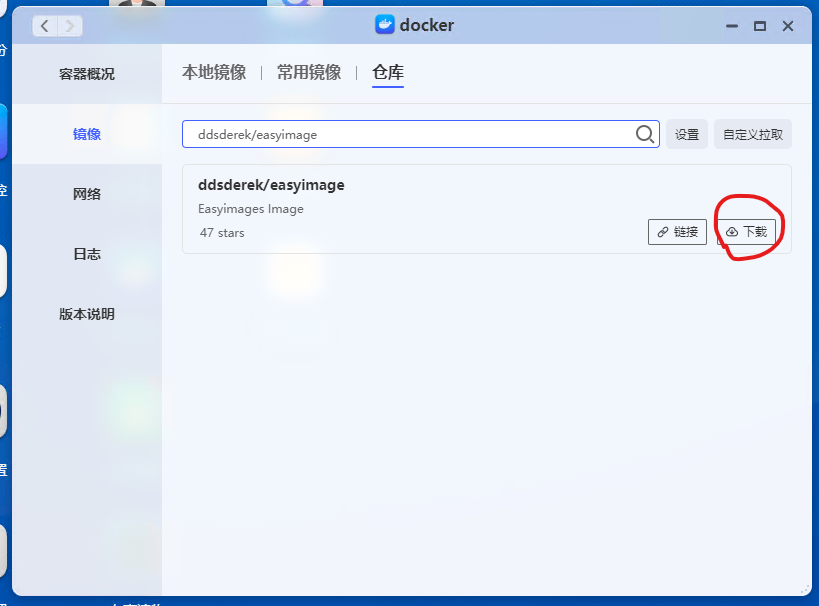 docker
容器概况
镜像
网络
日志
版本说明
本地镜像 | 常用镜像 | 仓库
ddsderek/easyimage
设置
自定义拉取
ddsderek/easyimage
Easyimages Image
47 stars
链接
下载